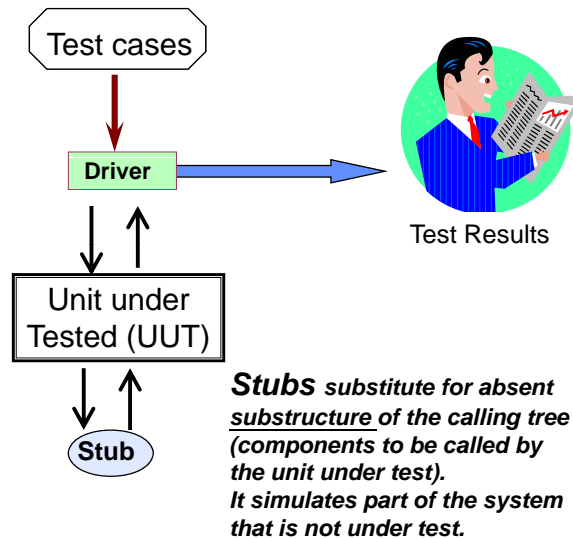 Test cases
Driver
Test Results
Unit under
Tested (UUT)
Stub
Stubs substitute for absent
substructure of the calling tree
(components to be called by
the unit under test).
It simulates part of the system
that is not under test.